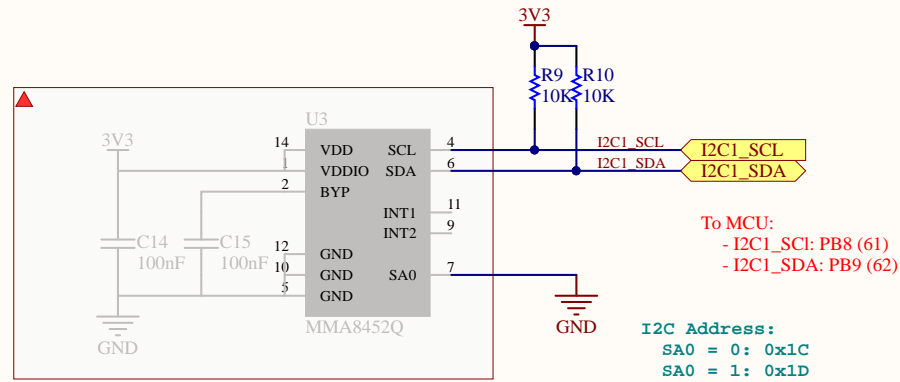 3V3
R9 R10
10K 10K
U3
3V3
14 VDD SCL 4 I2C1_SCL I2C1_SCL
1 VDDIO SDA 6 I2C1_SDA I2C1_SDA
2 BYP
INT1 11
INT2 9
C14 C15
100nF 100nF
12 GND
10 GND SA0 7
5 GND
MMA8452Q
GND
GND
To MCU:
- I2C1_SCl: PB8 (61)
- I2C1_SDA: PB9 (62)
I2C Address:
SA0 = 0: 0x1C
SA0 = 1: 0x1D